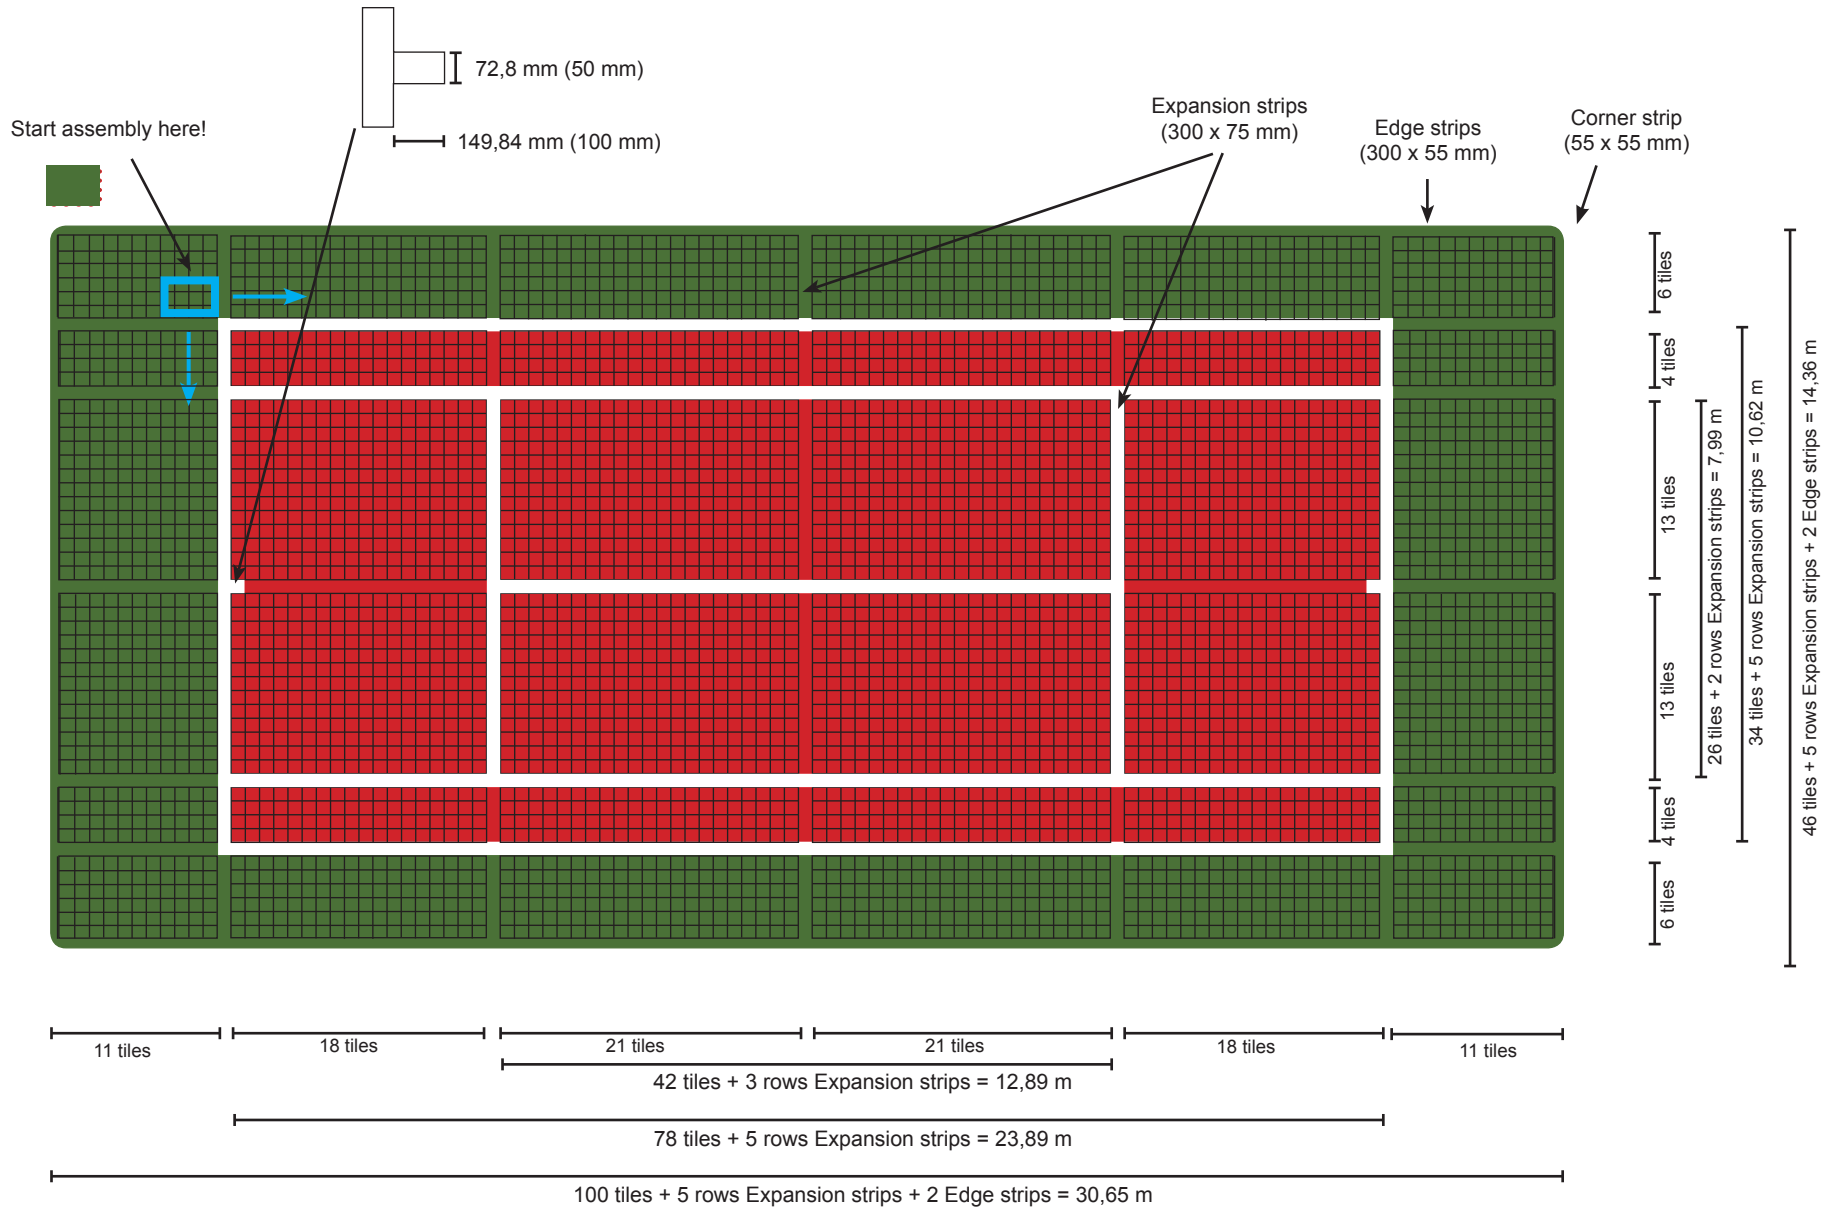 72,8 mm (50 mm)
149,84 mm (100 mm)
Start assembly here!
Expansion strips
(300 x 75 mm)
Edge strips
(300 x 55 mm)
Corner strip
(55 x 55 mm)
6 tiles
4 tiles
13 tiles
13 tiles
4 tiles
6 tiles
26 tiles + 2 rows Expansion strips = 7,99 m
34 tiles + 5 rows Expansion strips = 10,62 m
46 tiles + 5 rows Expansion strips + 2 Edge strips = 14,36 m
11 tiles
18 tiles
21 tiles
21 tiles
18 tiles
11 tiles
42 tiles + 3 rows Expansion strips = 12,89 m
78 tiles + 5 rows Expansion strips = 23,89 m
100 tiles + 5 rows Expansion strips + 2 Edge strips = 30,65 m